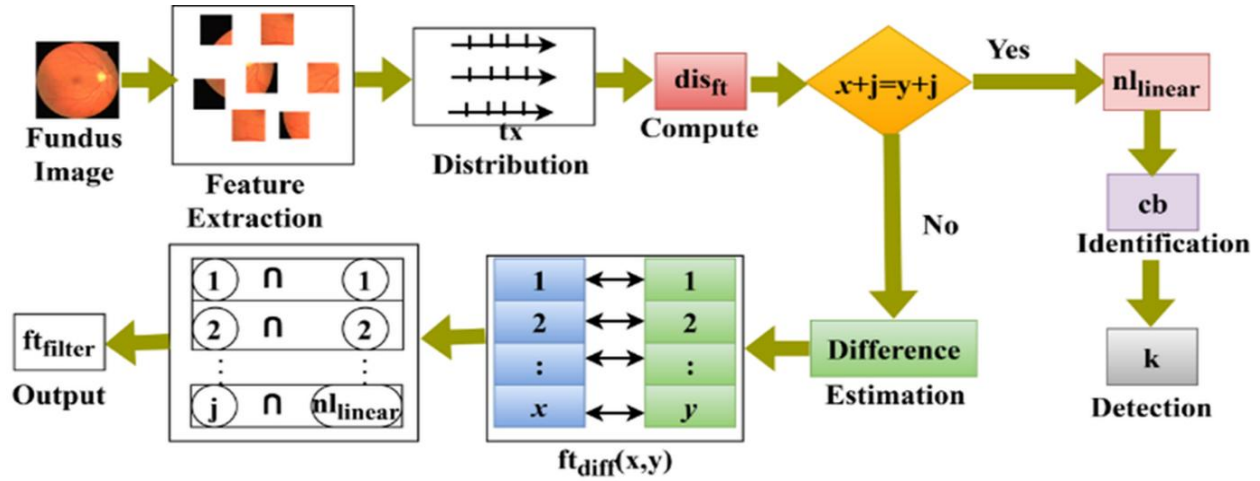 Fundus
Image
Feature
Extraction
tx
Distribution
dis_ft
Compute
x+j=y+j
Yes
No
nl_linear
cb
Identification
k
Detection
Difference
Estimation
1 1
2 2
: :
x y
ft_diff(x,y)
1 ∩ 1
2 ∩ 2
⋮ ⋮
j ∩ nl_linear
ft_filter
Output